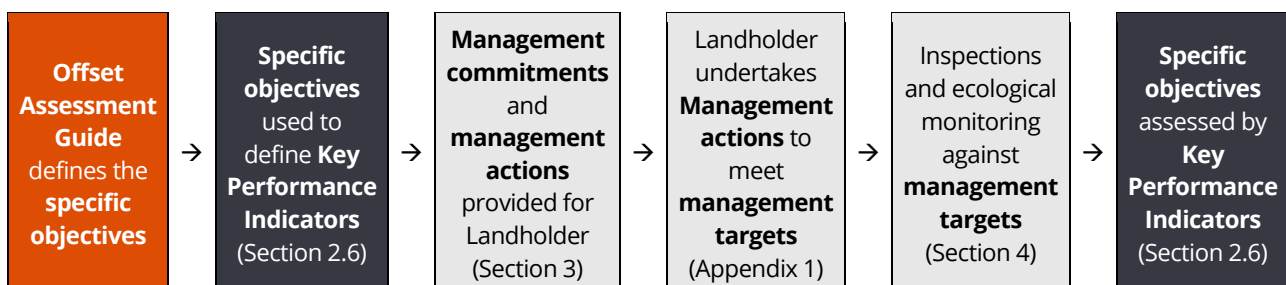 Offset
Assessment
Guide
defines the
specific
objectives
→
Specific
objectives
used to
define Key
Performance
Indicators
(Section 2.6)
→
Management
commitments
and
management
actions
provided for
Landholder
(Section 3)
→
Landholder
undertakes
Management
actions to
meet
management
targets
(Appendix 1)
→
Inspections
and ecological
monitoring
against
management
targets
(Section 4)
→
Specific
objectives
assessed by
Key
Performance
Indicators
(Section 2.6)